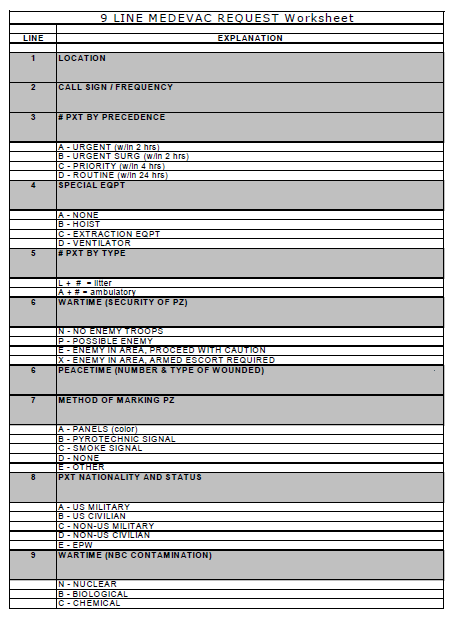 9 LINE MEDEVAC REQUEST Worksheet
LINE EXPLANATION
1 LOCATION
2 CALL SIGN / FREQUENCY
3 # PXT BY PRECEDENCE
A - URGENT (w/in 2 hrs)
B - URGENT SURG (w/in 2 hrs)
C - PRIORITY (w/in 4 hrs)
D - ROUTINE (w/in 24 hrs)
4 SPECIAL EQPT
A - NONE
B - HOIST
C - EXTRACTION EQPT
D - VENTILATOR
5 # PXT BY TYPE
L + # = litter
A + # = ambulatory
6 WARTIME (SECURITY OF PZ)
N - NO ENEMY TROOPS
P - POSSIBLE ENEMY
E - ENEMY IN AREA, PROCEED WITH CAUTION
X - ENEMY IN AREA, ARMED ESCORT REQUIRED
6 PEACETIME (NUMBER & TYPE OF WOUNDED)
7 METHOD OF MARKING PZ
A - PANELS (color)
B - PYROTECHNIC SIGNAL
C - SMOKE SIGNAL
D - NONE
E - OTHER
8 PXT NATIONALITY AND STATUS
A - US MILITARY
B - US CIVILIAN
C - NON-US MILITARY
D - NON-US CIVILIAN
E - EPW
9 WARTIME (NBC CONTAMINATION)
N - NUCLEAR
B - BIOLOGICAL
C - CHEMICAL